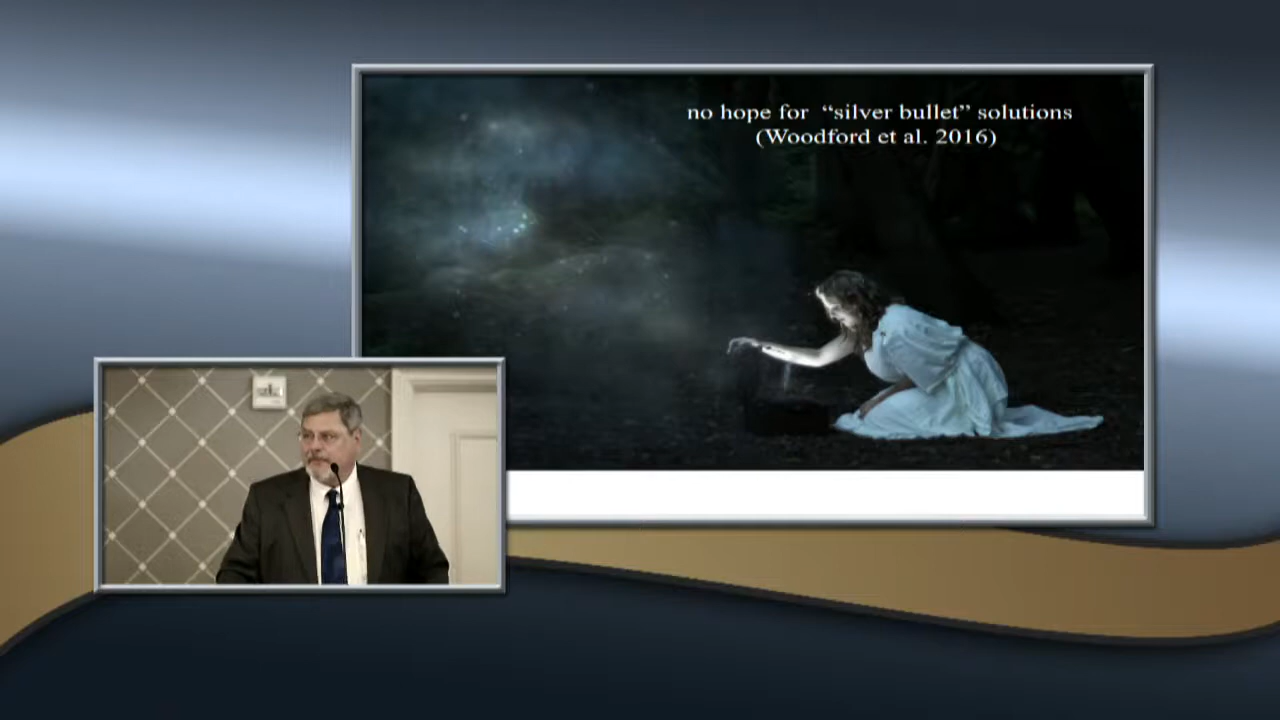 no hope for “silver bullet” solutions
(Woodford et al. 2016)